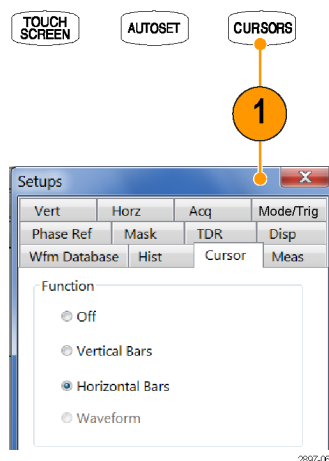 TOUCH
SCREEN
AUTOSET
CURSORS
1
Setups
Vert Horz Acq Mode/Trig
Phase Ref Mask TDR Disp
Wfm Database Hist Cursor Meas
Function
Off
Vertical Bars
Horizontal Bars
Waveform